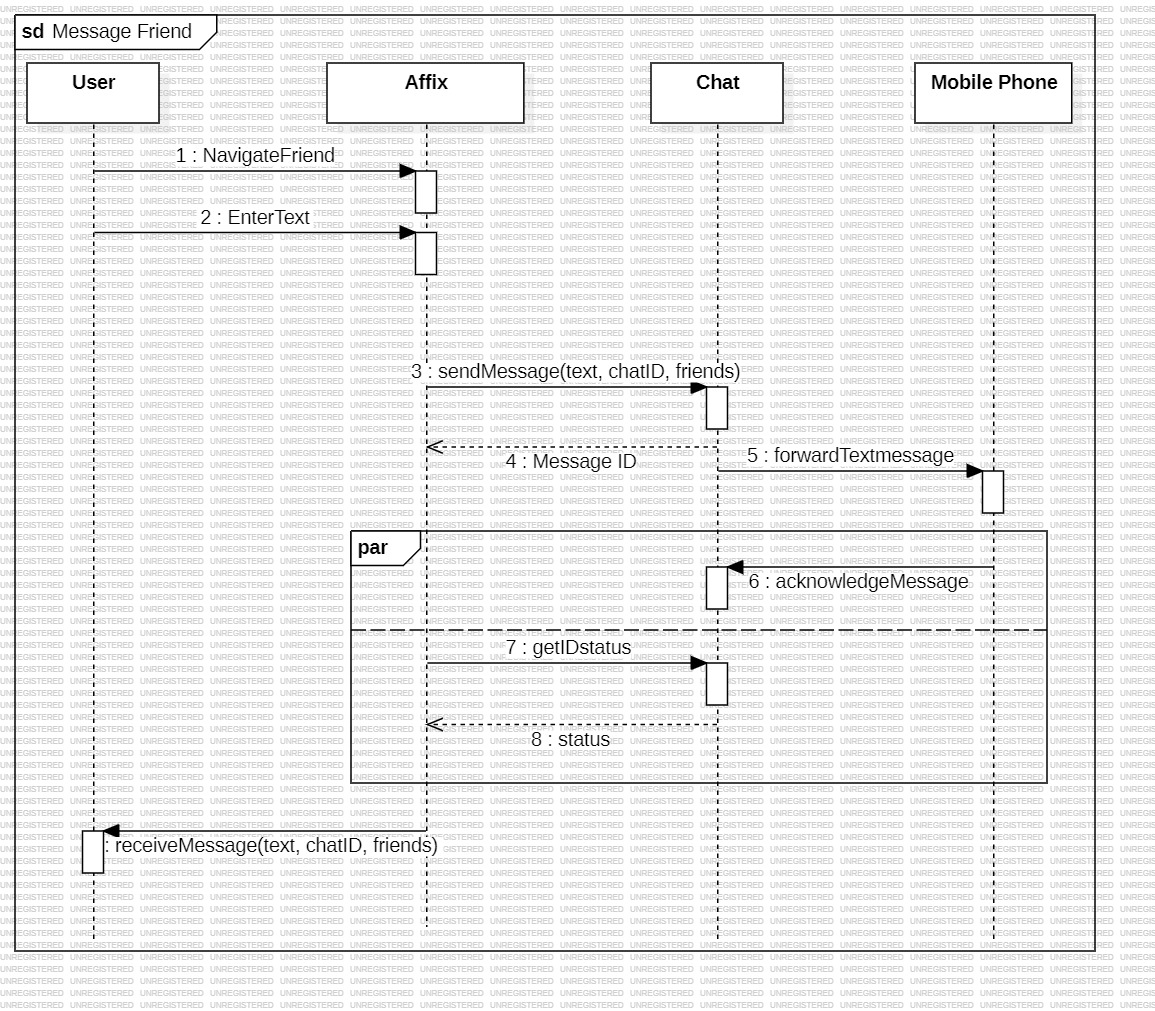 sd Message Friend
User
Affix
Chat
Mobile Phone
1 : NavigateFriend
2 : EnterText
3 : sendMessage(text, chatID, friends)
4 : Message ID
5 : forwardTextmessage
par
6 : acknowledgeMessage
7 : getIDstatus
8 : status
: receiveMessage(text, chatID, friends)
UNREGISTERED